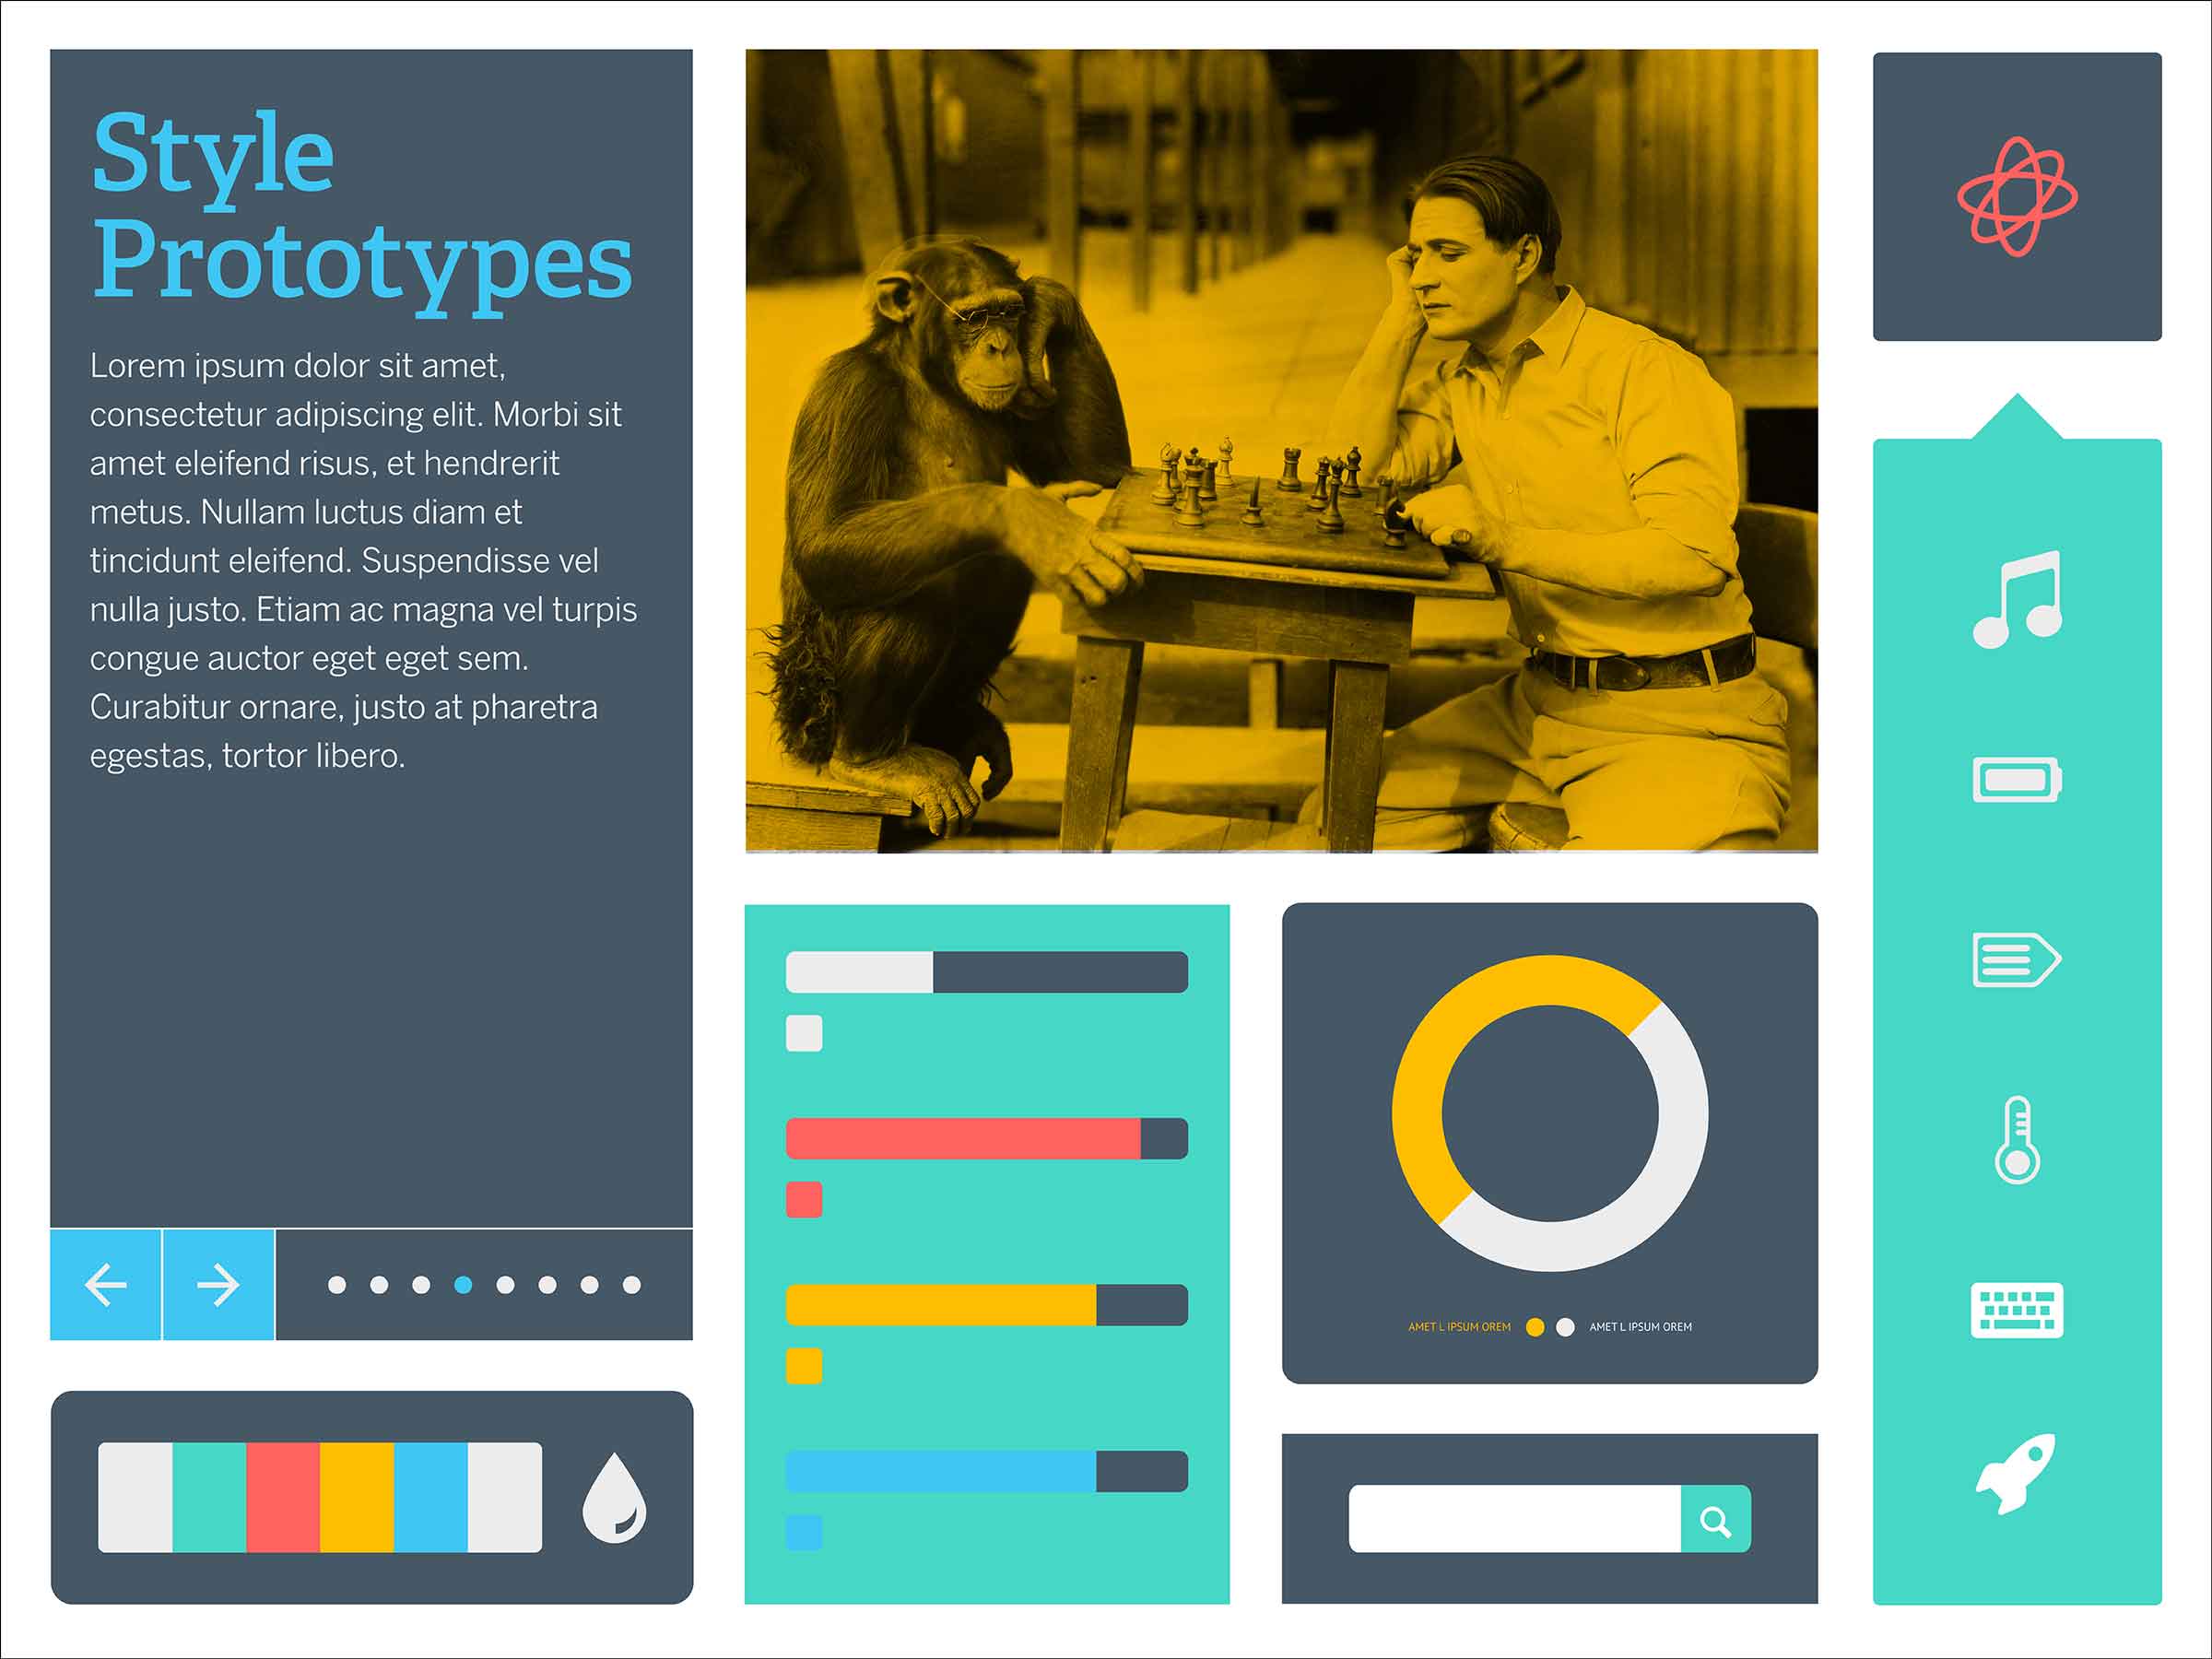 Style
Prototypes
Lorem ipsum dolor sit amet,
consectetur adipiscing elit. Morbi sit
amet eleifend risus, et hendrerit
metus. Nullam luctus diam et
tincidunt eleifend. Suspendisse vel
nulla justo. Etiam ac magna vel turpis
congue auctor eget eget sem.
Curabitur ornare, justo at pharetra
egestas, tortor libero.
AMET L IPSUM OREM
AMET L IPSUM OREM